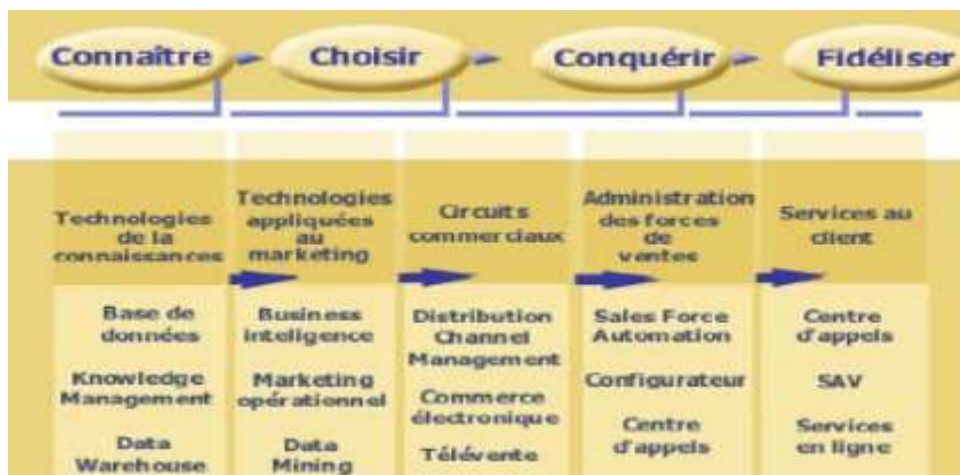 Connaître
Choisir
Conquérir
Fidéliser
Technologies
de la
connaissances
Technologies
appliquées
au
marketing
Circuits
commerciaux
Administration
des forces
de
ventes
Services au
client
Base de
données
Knowledge
Management
Data
Warehouse
Business
inteligence
Marketing
opérationnel
Data
Mining
Distribution
Channel
Management
Commerce
électronique
Télévente
Sales Force
Automation
Configurateur
Centre
d'appels
Centre
d'appels
SAV
Services
en ligne